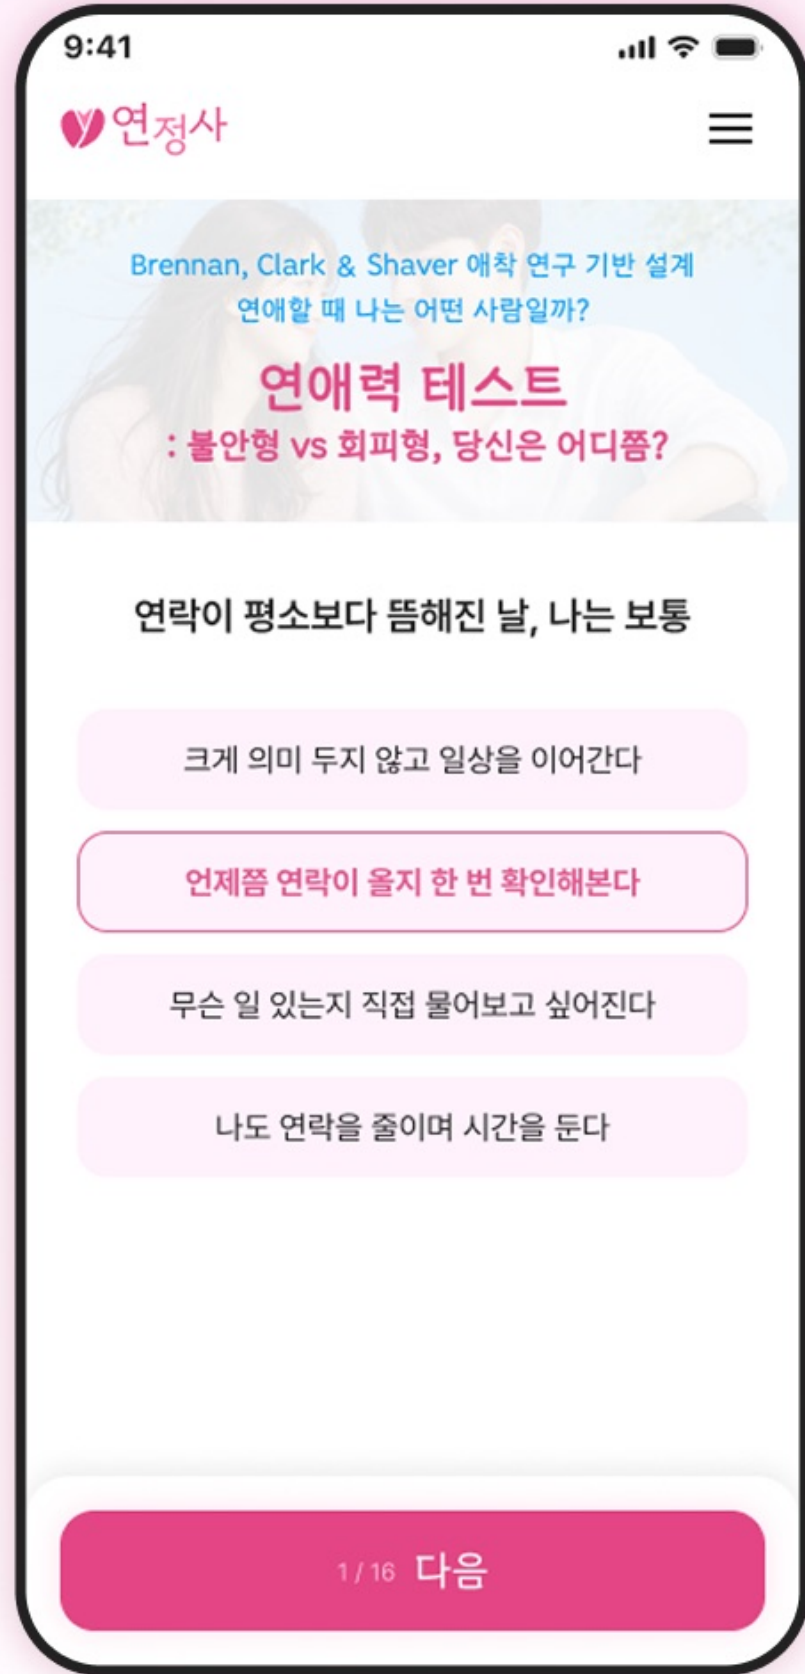 9:41
연정사
Brennan, Clark & Shaver 애착 연구 기반 설계
연애할 때 나는 어떤 사람일까?
연애력 테스트
: 불안형 vs 회피형, 당신은 어디쯤?
연락이 평소보다 뜸해진 날, 나는 보통
크게 의미 두지 않고 일상을 이어간다
언제쯤 연락이 올지 한 번 확인해본다
무슨 일 있는지 직접 물어보고 싶어진다
나도 연락을 줄이며 시간을 둔다
1 / 16 다음